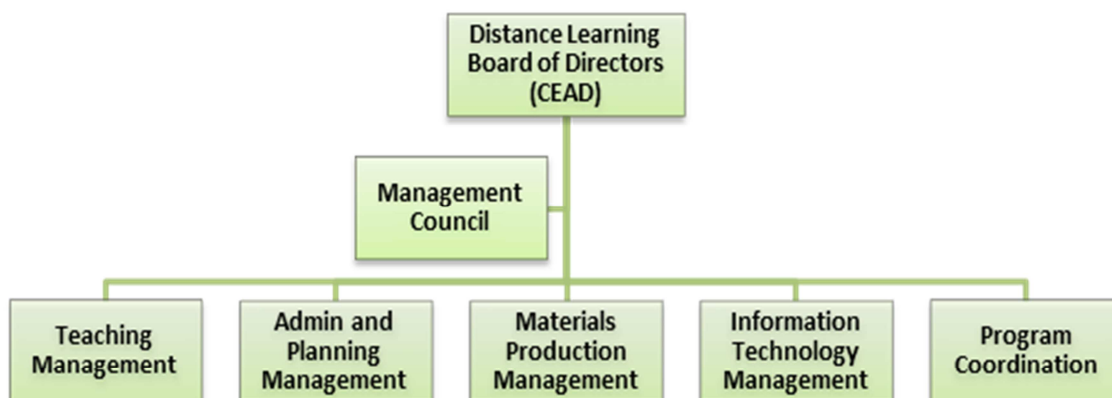 Distance Learning
Board of Directors
(CEAD)
Management
Council
Teaching
Management
Admin and
Planning
Management
Materials
Production
Management
Information
Technology
Management
Program
Coordination